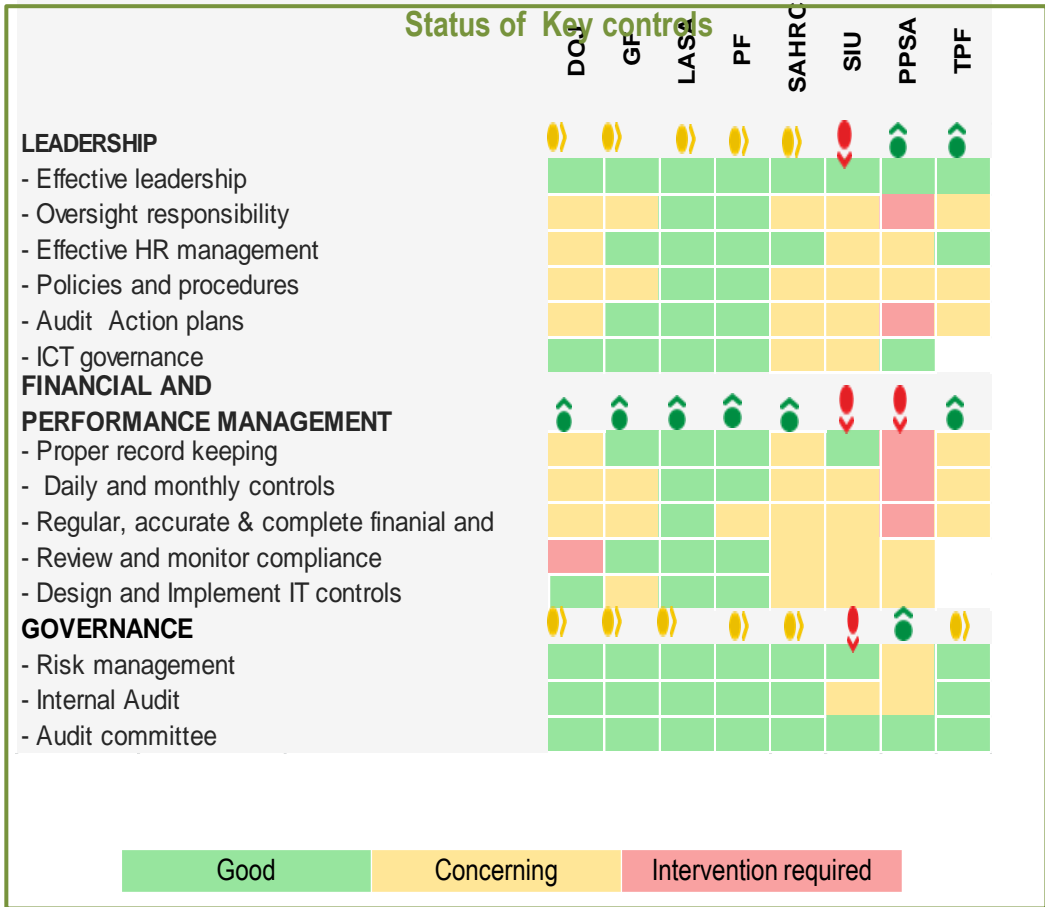 Status of Key controls
DOJ GF LASA PF SAHRC SIU PPSA TPF
LEADERSHIP
- Effective leadership
- Oversight responsibility
- Effective HR management
- Policies and procedures
- Audit Action plans
- ICT governance
FINANCIAL AND
PERFORMANCE MANAGEMENT
- Proper record keeping
- Daily and monthly controls
- Regular, accurate & complete finanial and
- Review and monitor compliance
- Design and Implement IT controls
GOVERNANCE
- Risk management
- Internal Audit
- Audit committee
Good Concerning Intervention required